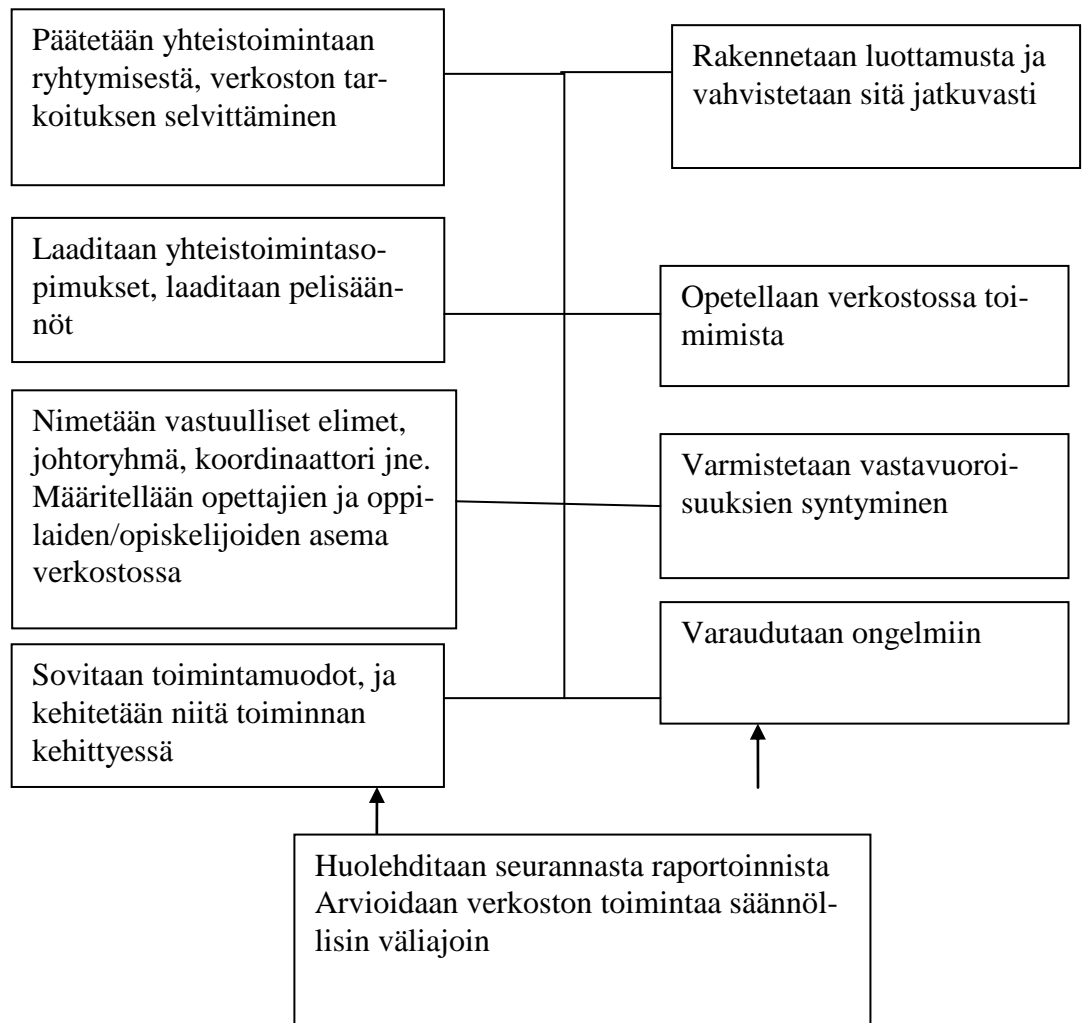 Päätetään yhteistoimintaan
ryhtymisestä, verkoston tar-
koituksen selvittäminen
Rakennetaan luottamusta ja
vahvistetaan sitä jatkuvasti
Laaditaan yhteistoimintaso-
pimukset, laaditaan pelisään-
nöt
Opetellaan verkostossa toi-
mimista
Nimetään vastuulliset elimet,
johtoryhmä, koordinaattori jne.
Määritellään opettajien ja oppi-
laiden/opiskelijoiden asema
verkostossa
Varmistetaan vastavuoroi-
suuksien syntyminen
Sovitaan toimintamuodot, ja
kehitetään niitä toiminnan
kehittyessä
Varaudutaan ongelmiin
Huolehditaan seurannasta raportoinnista
Arvioidaan verkoston toimintaa säännöl-
lisin väliajoin